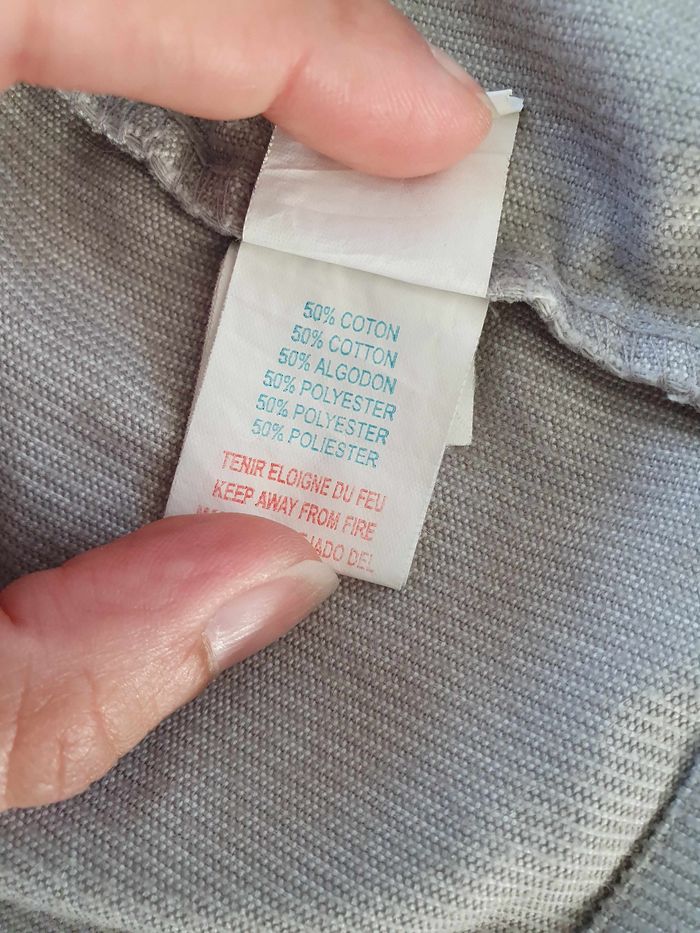 50% COTON
50% COTTON
50% ALGODON
50% POLYESTER
50% POLYESTER
50% POLIESTER
TENIR ELOIGNE DU FEU
KEEP AWAY FROM FIRE
DEL